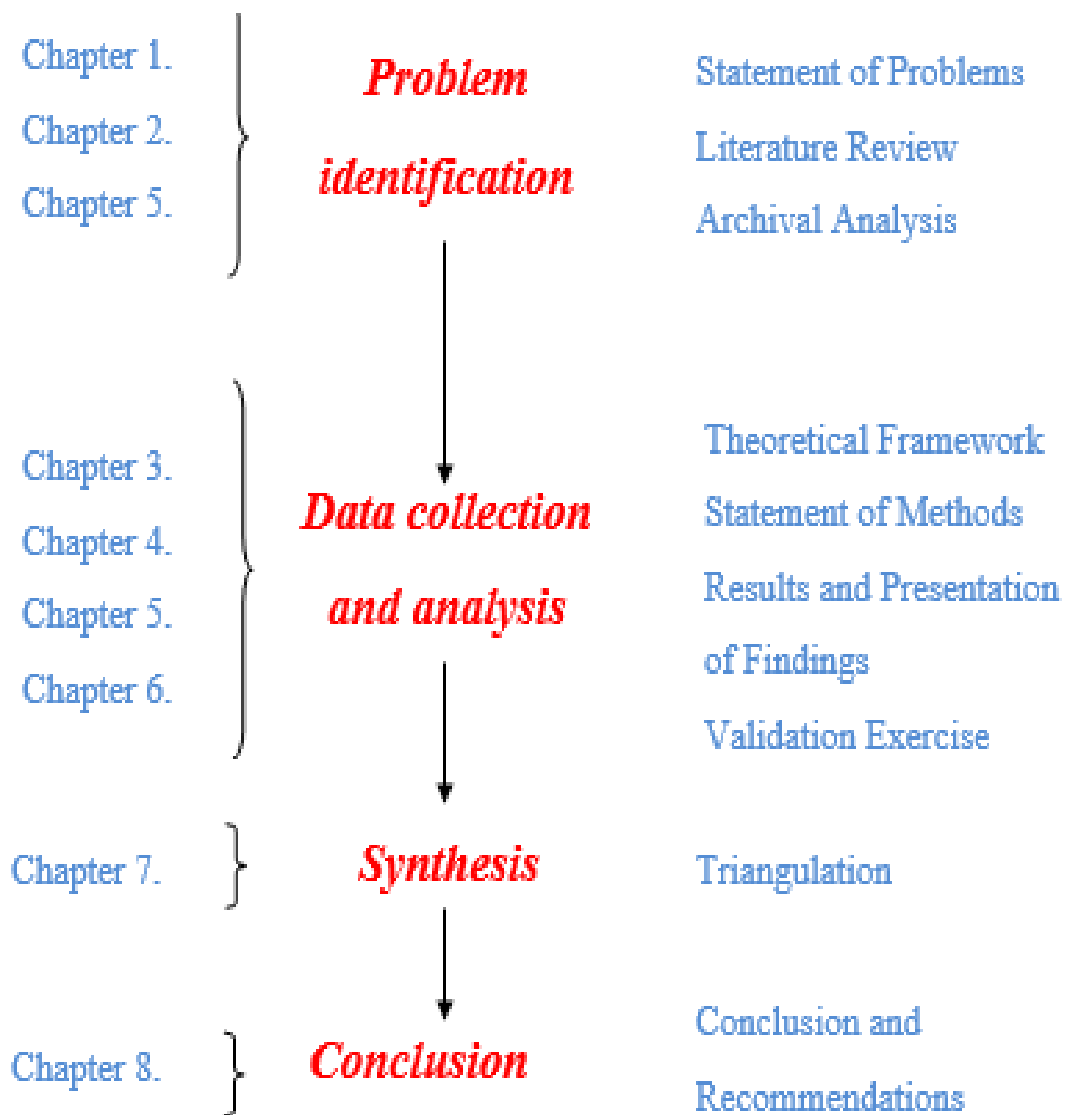 Chapter 1.
Chapter 2.
Chapter 5.
Problem
identification
Statement of Problems
Literature Review
Archival Analysis
Chapter 3.
Chapter 4.
Chapter 5.
Chapter 6.
Data collection
and analysis
Theoretical Framework
Statement of Methods
Results and Presentation
of Findings
Validation Exercise
Chapter 7.
Synthesis
Triangulation
Chapter 8.
Conclusion
Conclusion and
Recommendations